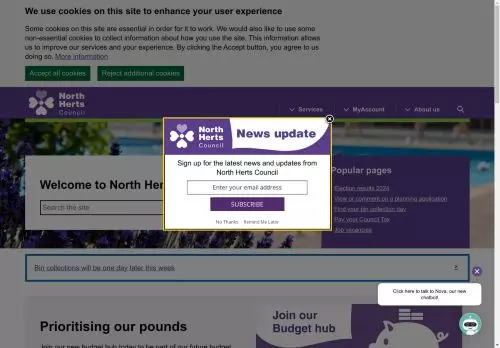 We use cookies on this site to enhance your user experience
Some cookies on this site are essential in order for it to work. We would also like to use some
non-essential cookies to collect information about how you use the site. This information allows
us to improve our services and your experience. By clicking the Accept button, you agree to us
doing so. More information
Accept all cookies
Reject additional cookies
North
Herts
Council
Services
MyAccount
About us
North
Herts
Council
News update
Sign up for the latest news and updates from
North Herts Council
Enter your email address
SUBSCRIBE
No Thanks
Remind Me Later
Welcome to North Her
Search the site
Popular pages
Election results 2024
View or comment on a planning application
Find your bin collection day
Pay your Council Tax
Job vacancies
Bin collections will be one day later this week
Click here to talk to Nova, our new
chatbot!
Prioritising our pounds
Join our new budget hub today to be part of our future budget
Join our
Budget hub